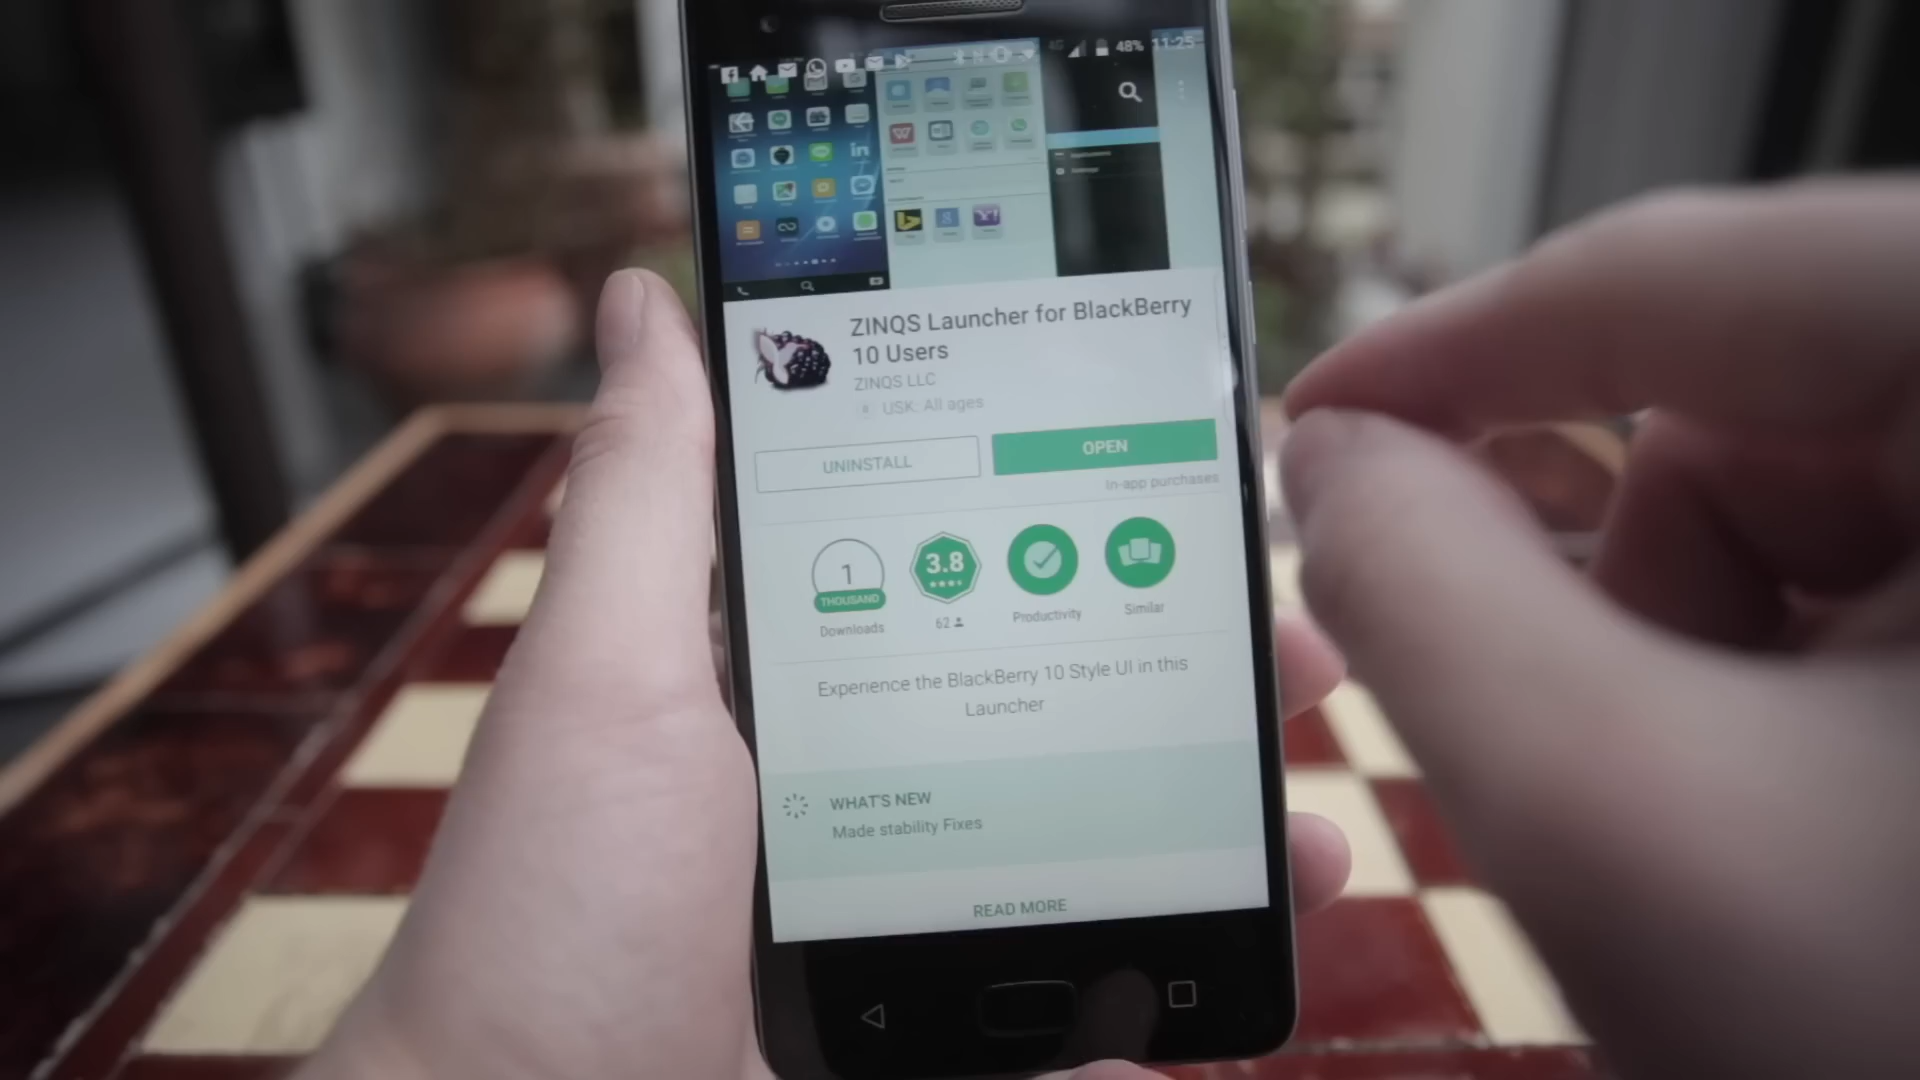 4G 48% 11:25
in
ZINQS Launcher for BlackBerry
10 Users
ZINQS LLC
USK: All ages
UNINSTALL
OPEN
In-app purchases
1
THOUSAND
Downloads
3.8
62
Productivity
Similar
Experience the BlackBerry 10 Style UI in this
Launcher
WHAT'S NEW
Made stability Fixes
READ MORE